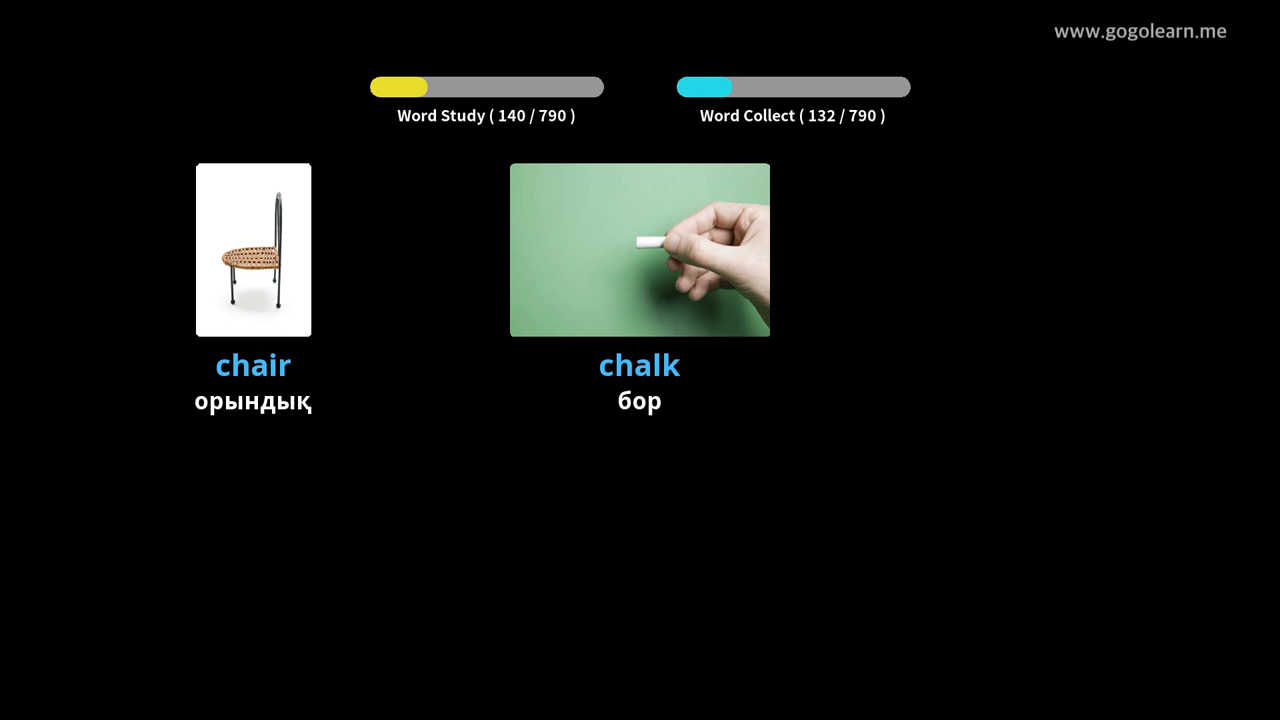 www.gogolearn.me
Word Study ( 140 / 790 )
Word Collect ( 132 / 790 )
chair
орындық
chalk
бор